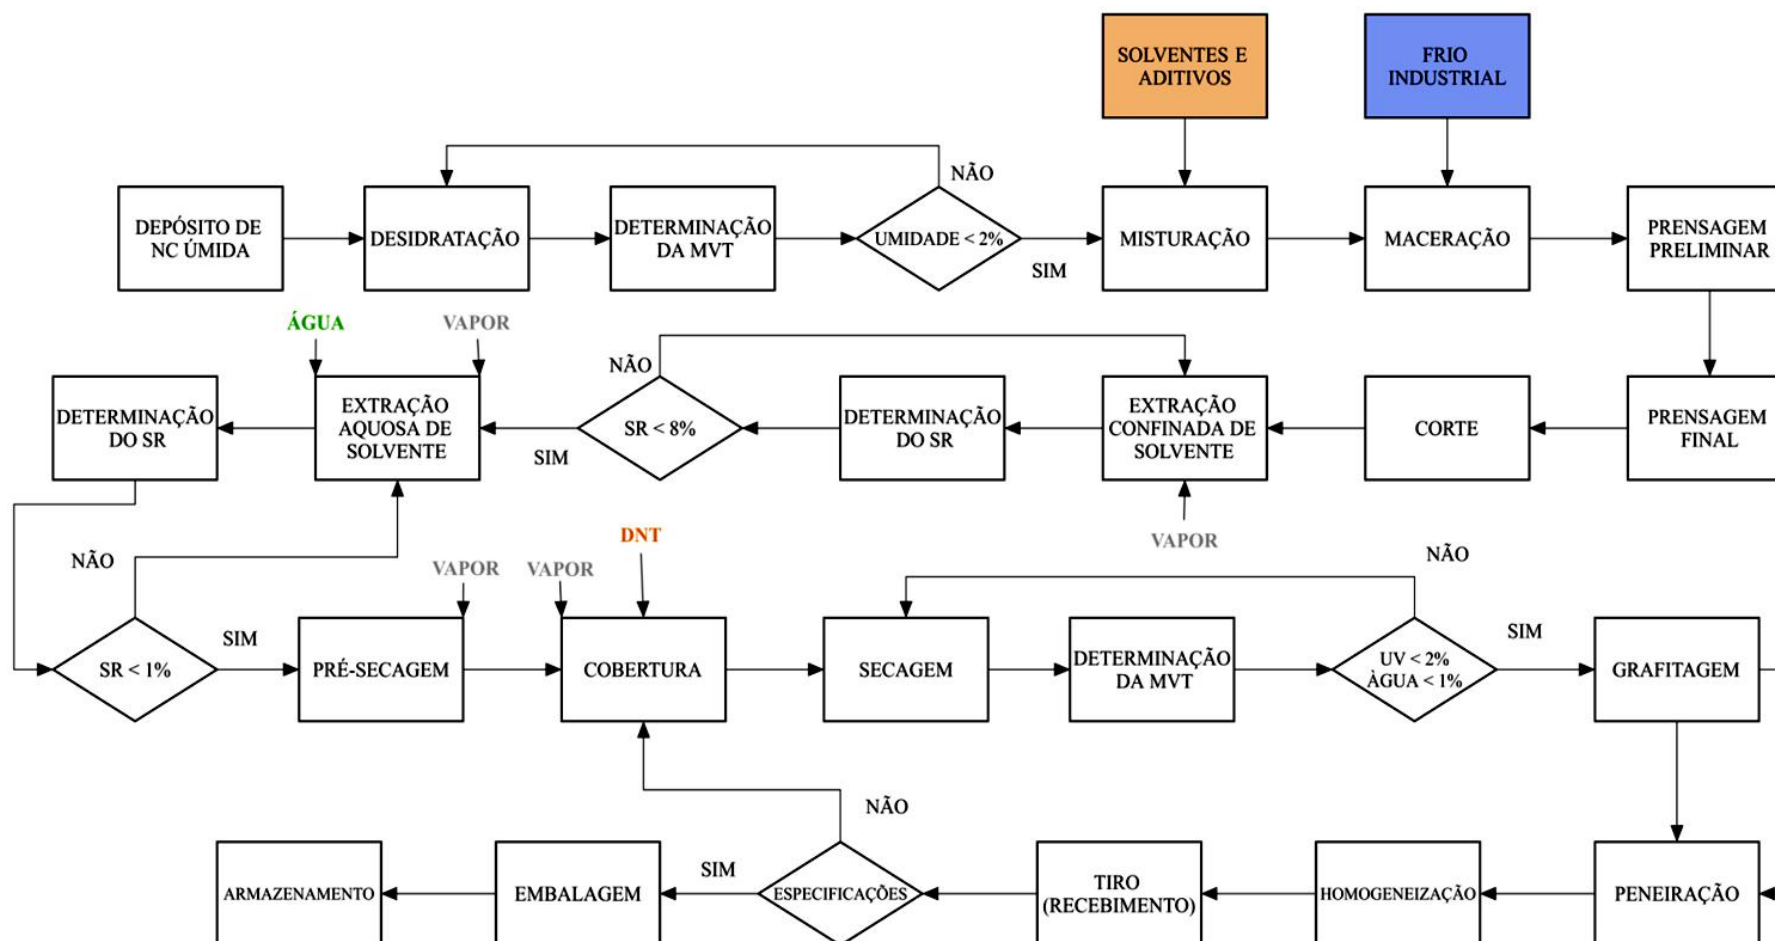 SOLVENTES E
ADITIVOS
FRIO
INDUSTRIAL
NÃO
DEPÓSITO DE
NC ÚMIDA
DESIDRATAÇÃO
DETERMINAÇÃO
DA MVT
UMIDADE < 2%
SIM
MISTURAÇÃO
MACERAÇÃO
PRENSAGEM
PRELIMINAR
ÁGUA
VAPOR
NÃO
DETERMINAÇÃO
DO SR
EXTRAÇÃO
AQUOSA DE
SOLVENTE
SIM
SR < 8%
DETERMINAÇÃO
DO SR
EXTRAÇÃO
CONFINADA DE
SOLVENTE
CORTE
PRENSAGEM
FINAL
VAPOR
NÃO
VAPOR
VAPOR
DNT
NÃO
SR < 1%
SIM
PRÉ-SECAGEM
COBERTURA
SECAGEM
DETERMINAÇÃO
DA MVT
UV < 2%
ÀGUA < 1%
SIM
GRAFITAGEM
NÃO
ARMAZENAMENTO
EMBALAGEM
SIM
ESPECIFICAÇÕES
TIRO
(RECEBIMENTO)
HOMOGENEIZAÇÃO
PENEIRAÇÃO